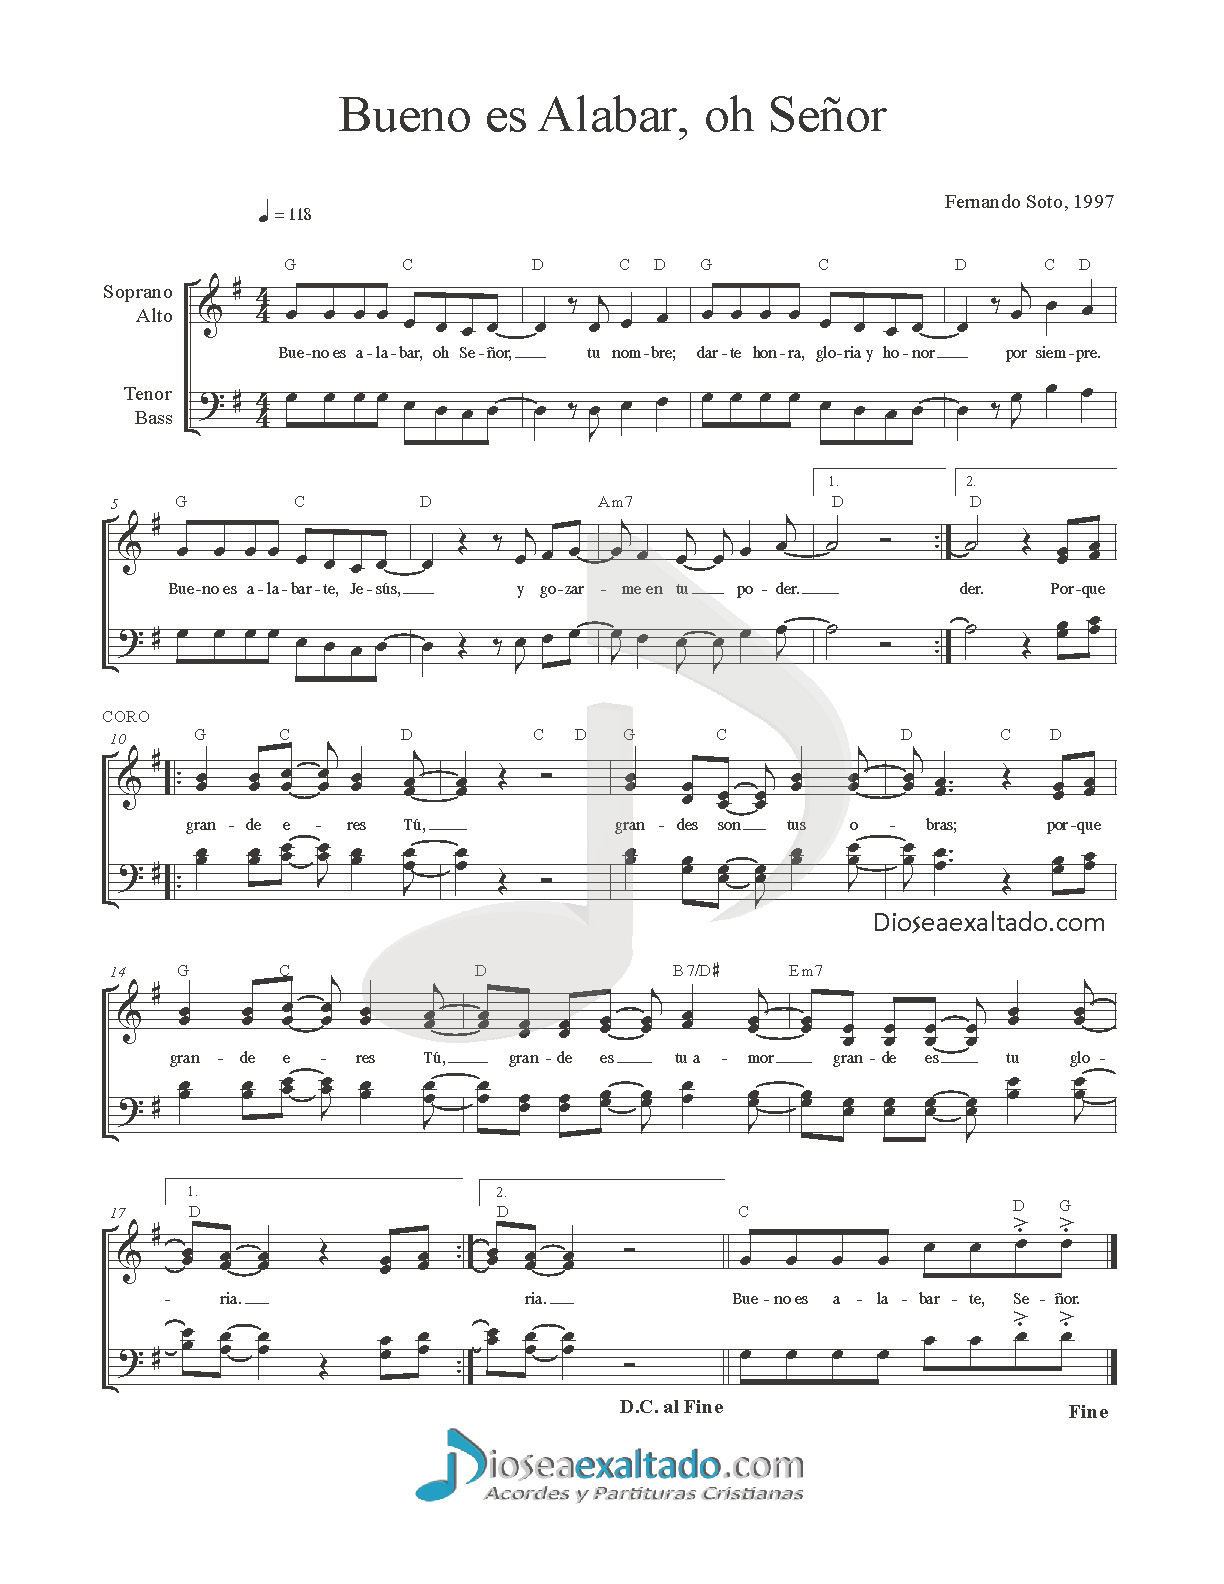 Bueno es Alabar, oh Señor
Fernando Soto, 1997
♩ = 118
G C D C D G C D C D
Soprano
Alto
Bue-no es a-la-bar, oh Se-ñor, tu nom-bre; dar-te hon-ra, glo-ria y ho-nor por siem-pre.
Tenor
Bass
1. 2.
5 G C D Am7 D D
Bue-no es a-la-bar-te, Je-sús, y go-zar - me en tu po-der. der. Por-que
CORO
10 G C D C D G C D C D
gran - de e - res Tú, gran - des son tus o - bras; por-que
Dioseaexaltado.com
14 G C D B7/D# Em7
gran - de e - res Tú, gran - de es tu a - mor gran - de es tu glo-
1. 2.
17 D D C D G
- ria. ria. Bue - no es a - la - bar - te, Se - ñor.
D.C. al Fine
Fine
Dioseaexaltado.com
Acordes y Partituras Cristianas